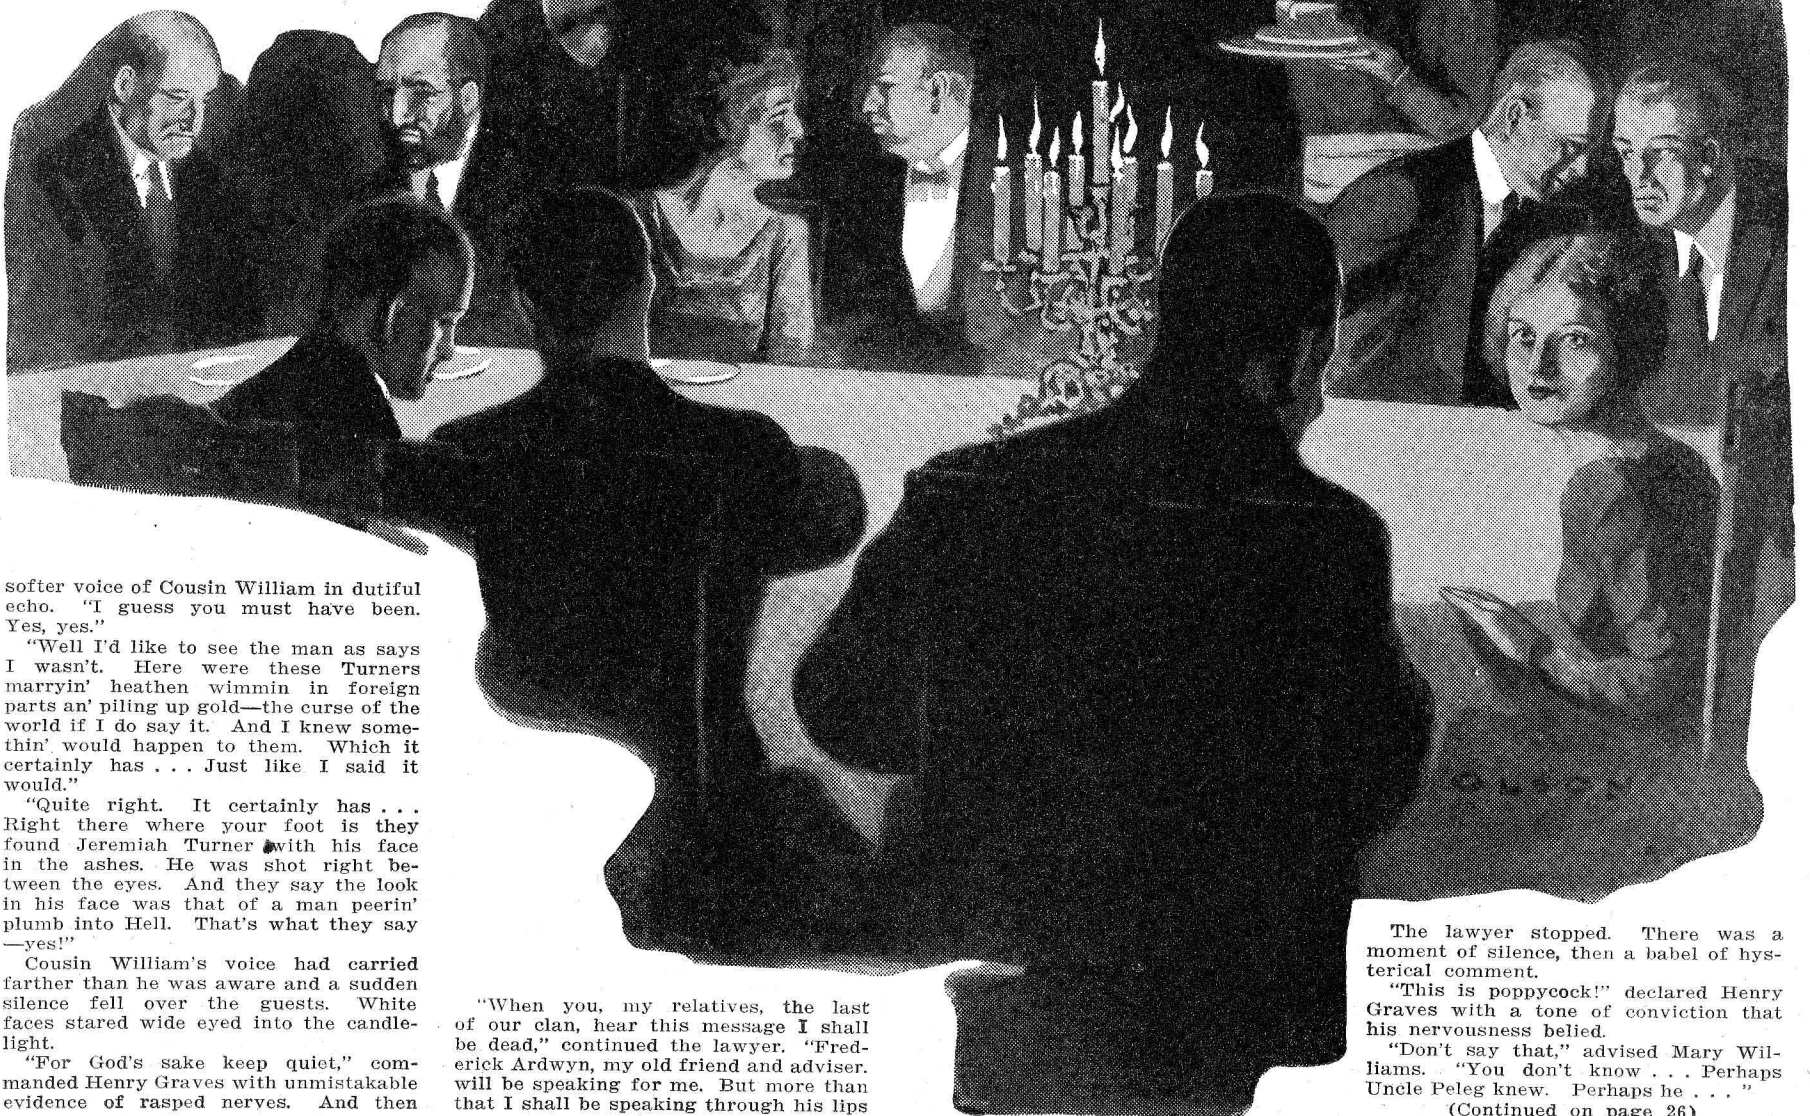 softer voice of Cousin William in dutiful
echo. "I guess you must have been.
Yes, yes."
"Well I'd like to see the man as says
I wasn't. Here were these Turners
marryin' heathen wimmin in foreign
parts an' piling up gold—the curse of the
world if I do say it. And I knew some-
thin' would happen to them. Which it
certainly has . . . Just like I said it
would."
"Quite right. It certainly has . . .
Right there where your foot is they
found Jeremiah Turner with his face
in the ashes. He was shot right be-
tween the eyes. And they say the look
in his face was that of a man peerin'
plumb into Hell. That's what they say
—yes!"
Cousin William's voice had carried
farther than he was aware and a sudden
silence fell over the guests. White
faces stared wide eyed into the candle-
light.
"For God's sake keep quiet," com-
manded Henry Graves with unmistakable
evidence of rasped nerves. And then
"When you, my relatives, the last
of our clan, hear this message I shall
be dead," continued the lawyer. "Fred-
erick Ardwyn, my old friend and adviser.
will be speaking for me. But more than
that I shall be speaking through his lips
OLSON
The lawyer stopped. There was a
moment of silence, then a babel of hys-
terical comment.
"This is poppycock!" declared Henry
Graves with a tone of conviction that
his nervousness belied.
"Don't say that," advised Mary Wil-
liams. "You don't know . . . Perhaps
Uncle Peleg knew. Perhaps he . . . "
(Continued on page 26)